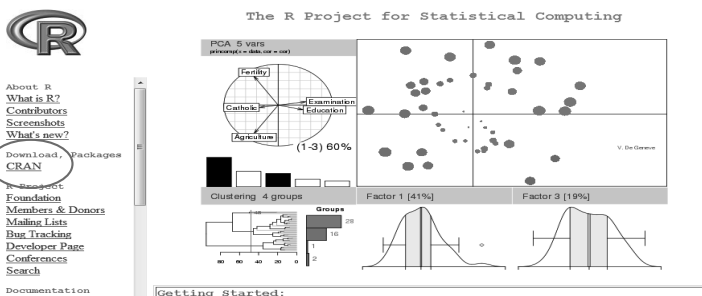 The R Project for Statistical Computing
R
About R
What is R?
Contributors
Screenshots
What's new?
Download, Packages
CRAN
R Project
Foundation
Members & Donors
Mailing Lists
Bug Tracking
Developer Page
Conferences
Search
Documentation
PCA 5 vars
princomp(x = data, cor = cor)
Fertility
Catholic
Examination
Education
Agriculture
(1-3) 60%
V. De Geneve
Clustering 4 groups
Factor 1 [41%]
Factor 3 [19%]
Groups
28
16
1
2
80 60 40 20 0
Getting Started: